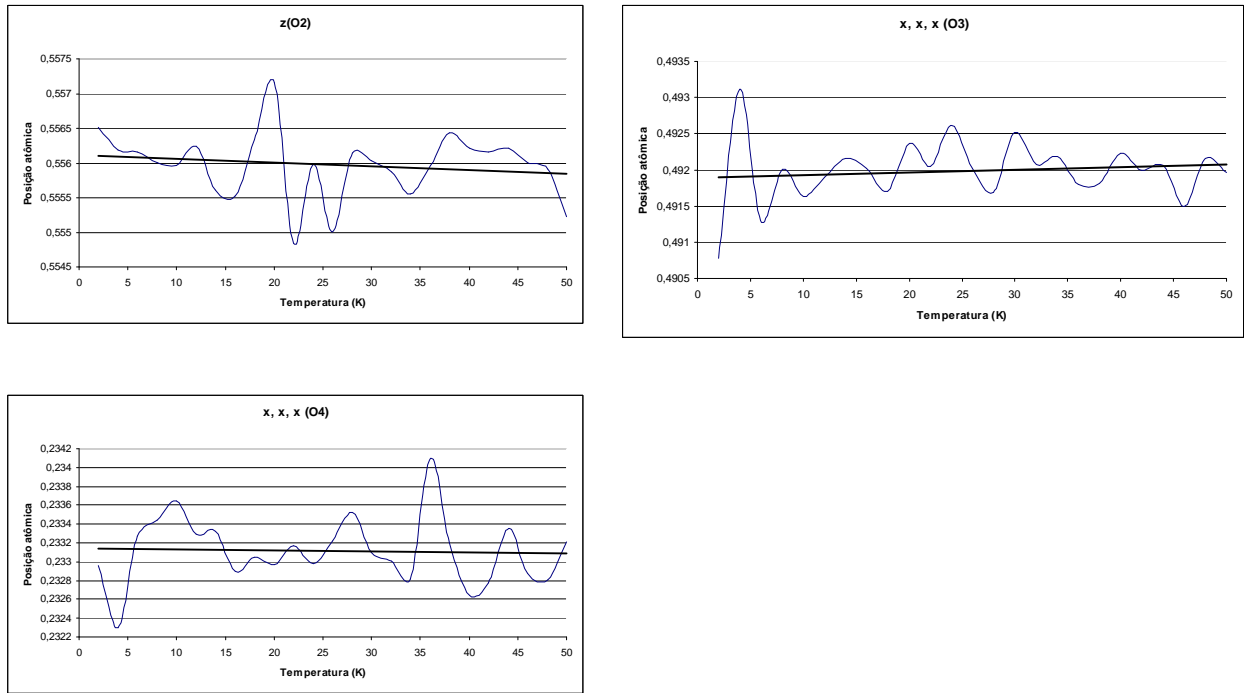 z(O2)
0,5575
0,557
0,5565
0,556
0,5555
0,555
0,5545
Posição atômica
0 5 10 15 20 25 30 35 40 45 50
Temperatura (K)
x, x, x (O3)
0,4935
0,493
0,4925
0,492
0,4915
0,491
0,4905
Posição atômica
0 5 10 15 20 25 30 35 40 45 50
Temperatura (K)
x, x, x (O4)
0,2342
0,234
0,2338
0,2336
0,2334
0,2332
0,233
0,2328
0,2326
0,2324
0,2322
Posição atômica
0 5 10 15 20 25 30 35 40 45 50
Temperatura (K)